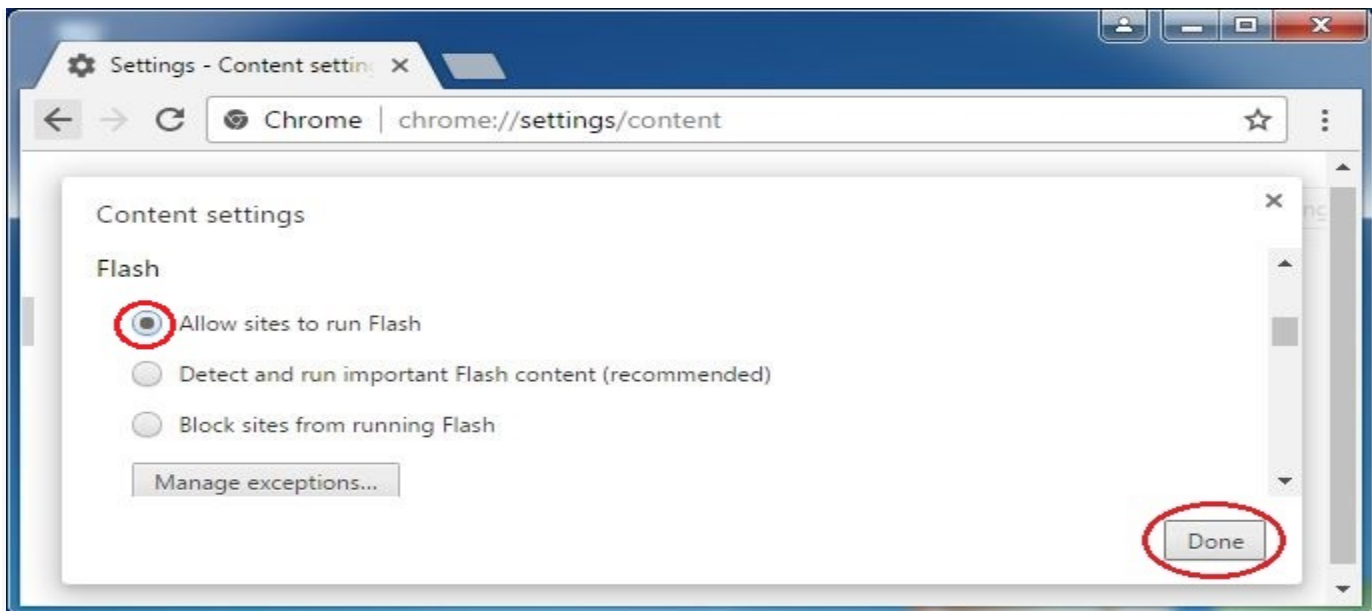 Settings - Content settin
Chrome | chrome://settings/content
Content settings
Flash
Allow sites to run Flash
Detect and run important Flash content (recommended)
Block sites from running Flash
Manage exceptions...
Done